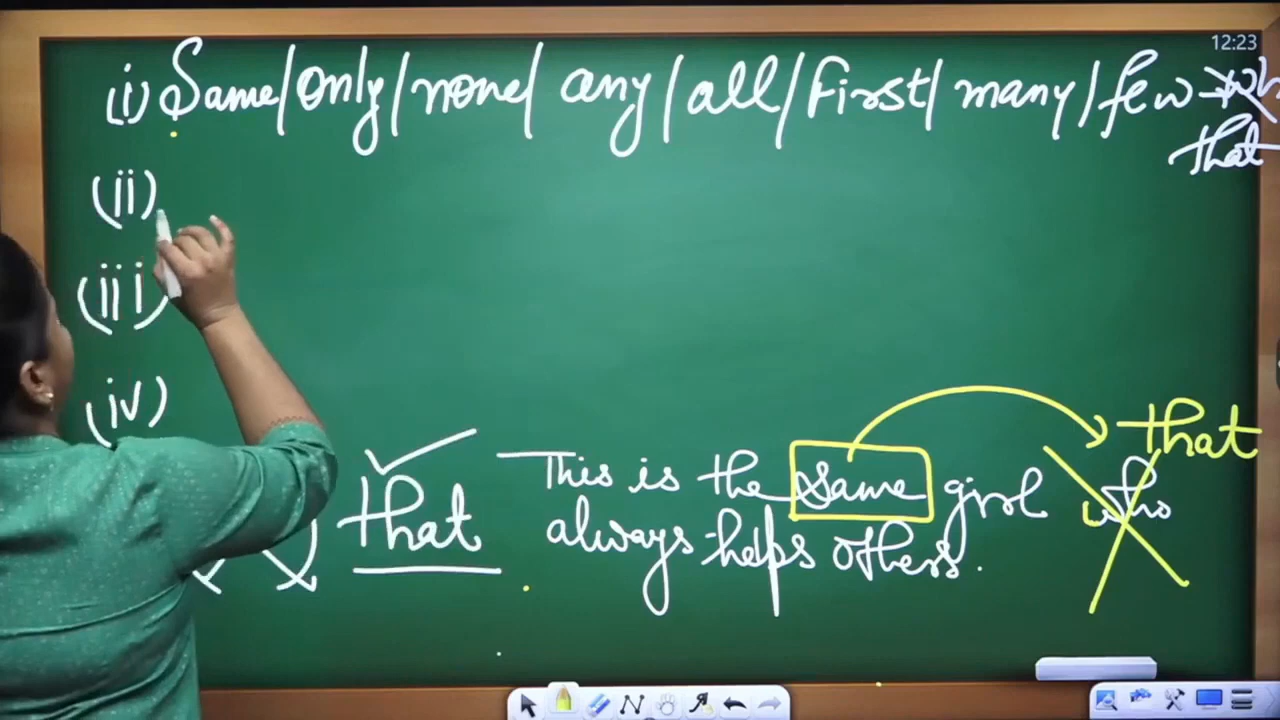 12:23
(i) Same/only/none/any/all/First/many/few → wh
that
(ii)
(iii)
(iv)
that
that This is the same girl who
always helps others.